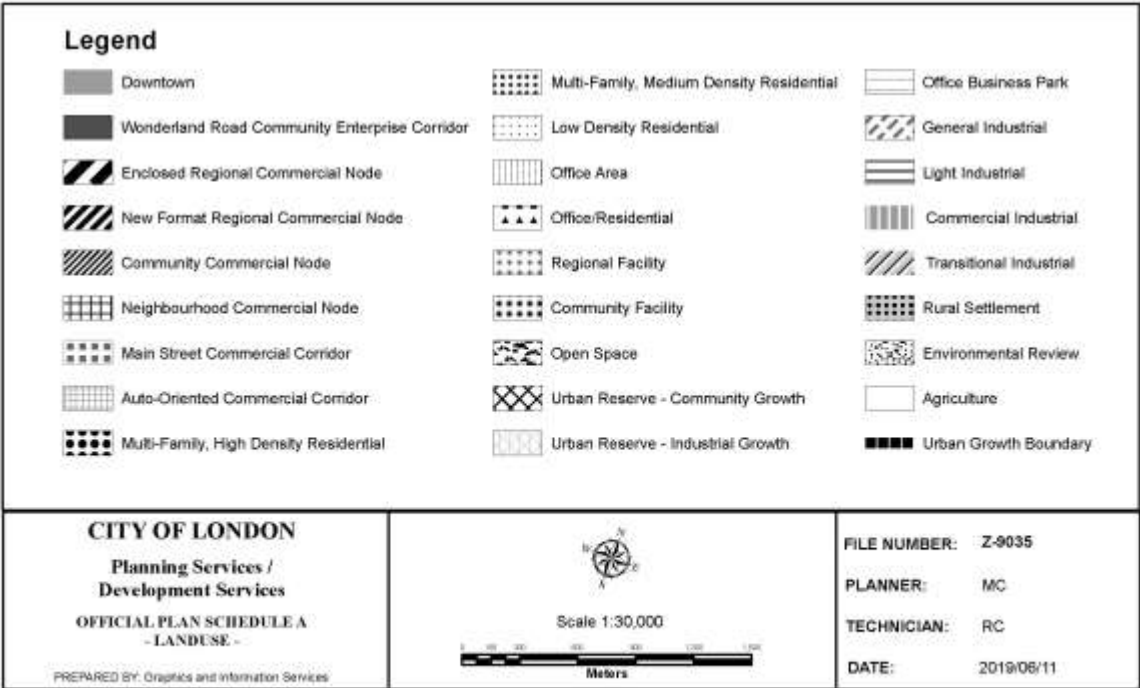 Legend
Downtown
Wonderland Road Community Enterprise Corridor
Enclosed Regional Commercial Node
New Format Regional Commercial Node
Community Commercial Node
Neighbourhood Commercial Node
Main Street Commercial Corridor
Auto-Oriented Commercial Corridor
Multi-Family, High Density Residential
Multi-Family, Medium Density Residential
Low Density Residential
Office Area
Office/Residential
Regional Facility
Community Facility
Open Space
Urban Reserve - Community Growth
Urban Reserve - Industrial Growth
Office Business Park
General Industrial
Light Industrial
Commercial Industrial
Transitional Industrial
Rural Settlement
Environmental Review
Agriculture
Urban Growth Boundary
CITY OF LONDON
Planning Services /
Development Services
OFFICIAL PLAN SCHEDULE A
- LANDUSE -
PREPARED BY: Graphics and Information Services
N
Scale 1:30,000
Meters
FILE NUMBER: Z-9035
PLANNER: MC
TECHNICIAN: RC
DATE: 2019/06/11